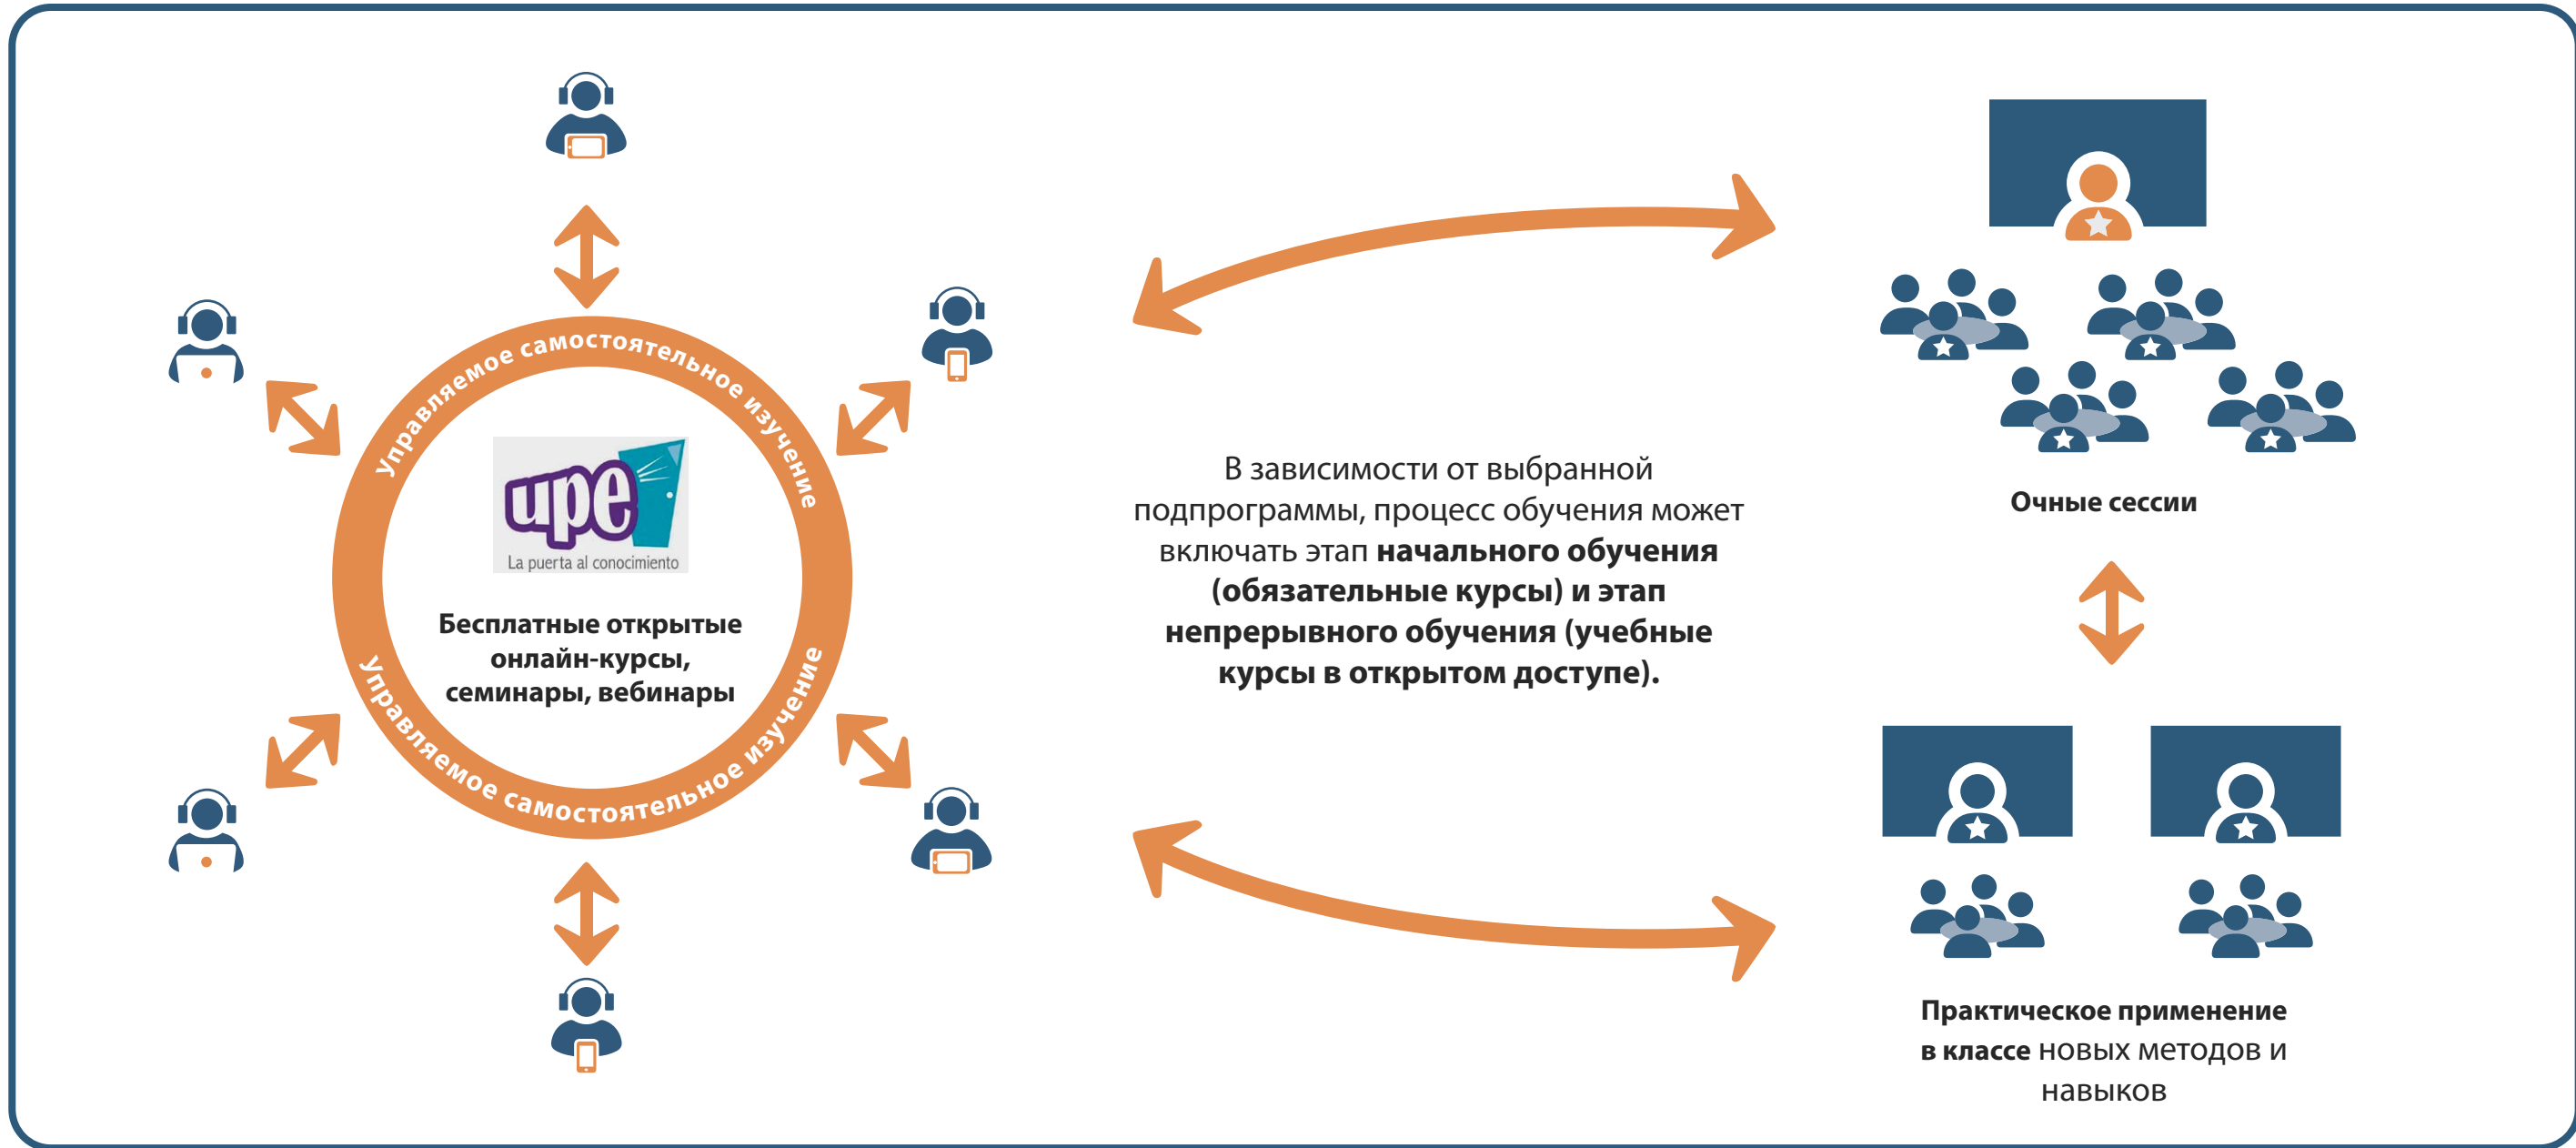 Управляемое самостоятельное изучение
upe
La puerta al conocimiento
Бесплатные открытые
онлайн-курсы,
семинары, вебинары
Управляемое самостоятельное изучение
В зависимости от выбранной
подпрограммы, процесс обучения может
включать этап начального обучения
(обязательные курсы) и этап
непрерывного обучения (учебные
курсы в открытом доступе).
Очные сессии
Практическое применение
в классе новых методов и
навыков